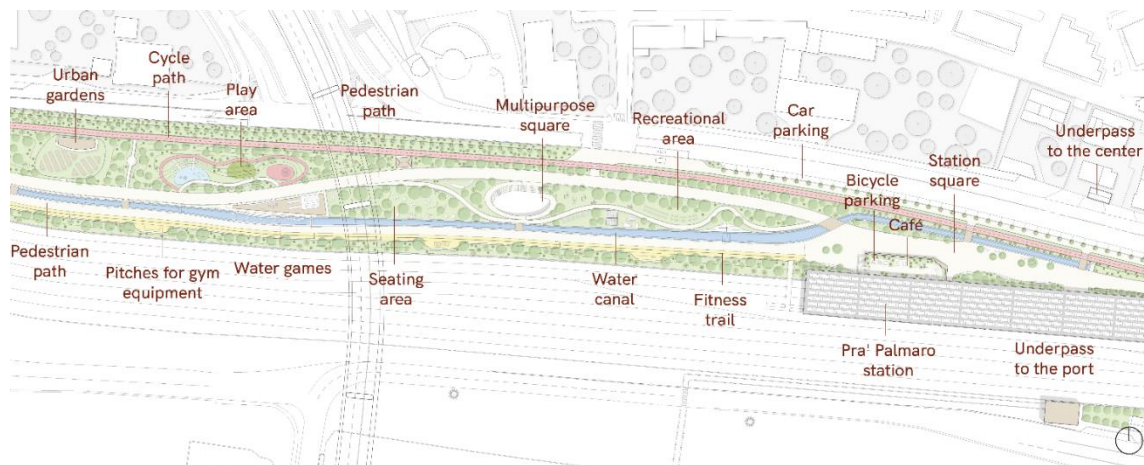 Urban
gardens
Cycle
path
Play
area
Pedestrian
path
Multipurpose
square
Recreational
area
Car
parking
Bicycle
parking
Café
Station
square
Underpass
to the center
Pedestrian
path
Pitches for gym
equipment
Water games
Seating
area
Water
canal
Fitness
trail
Pra' Palmaro
station
Underpass
to the port